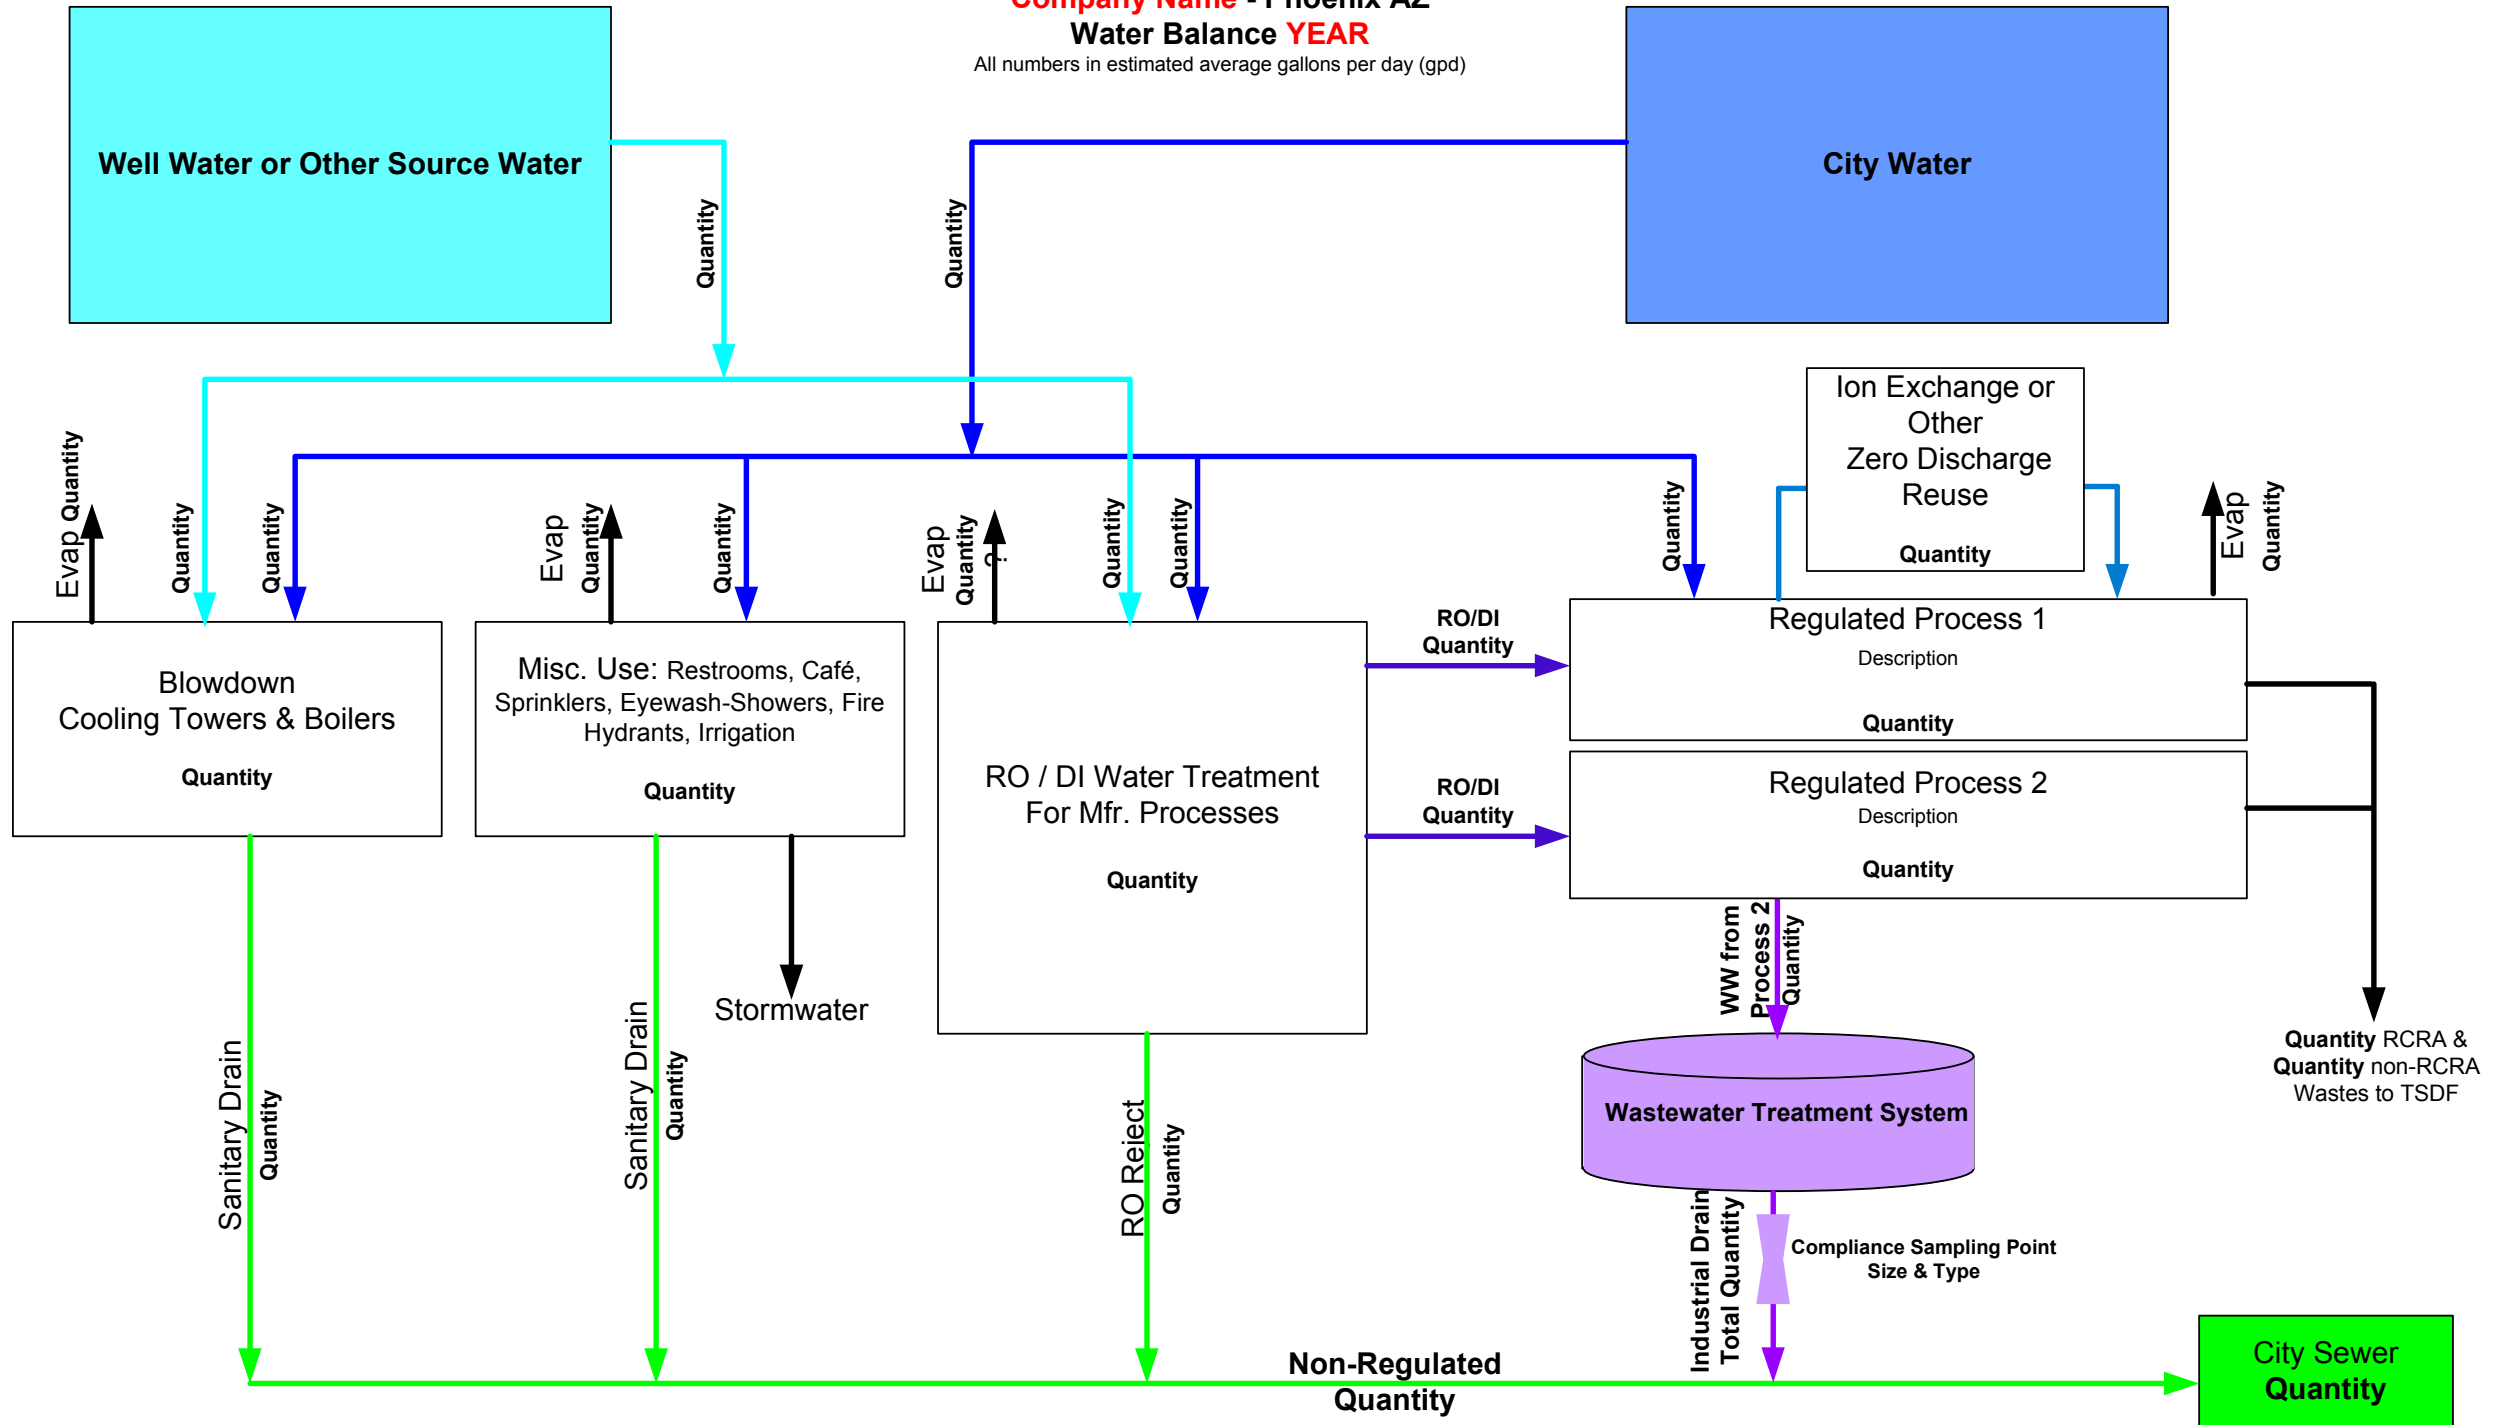 Company Name - Phoenix AZ
Water Balance YEAR
All numbers in estimated average gallons per day (gpd)
Well Water or Other Source Water
City Water
Quantity
Quantity
Ion Exchange or
Other
Zero Discharge
Reuse
Quantity
Evap Quantity
Quantity
Quantity
Evap
Quantity
Quantity
Evap
Quantity
?
Quantity
Quantity
Quantity
Evap
Quantity
Blowdown
Cooling Towers & Boilers
Quantity
Misc. Use: Restrooms, Café,
Sprinklers, Eyewash-Showers, Fire
Hydrants, Irrigation
Quantity
RO / DI Water Treatment
For Mfr. Processes
Quantity
RO/DI
Quantity
RO/DI
Quantity
Regulated Process 1
Description
Quantity
Regulated Process 2
Description
Quantity
WW from
Process 2
Quantity
Stormwater
Sanitary Drain
Quantity
Sanitary Drain
Quantity
RO Reject
Quantity
Wastewater Treatment System
Quantity RCRA &
Quantity non-RCRA
Wastes to TSDF
Industrial Drain
Total Quantity
Compliance Sampling Point
Size & Type
Non-Regulated
Quantity
City Sewer
Quantity